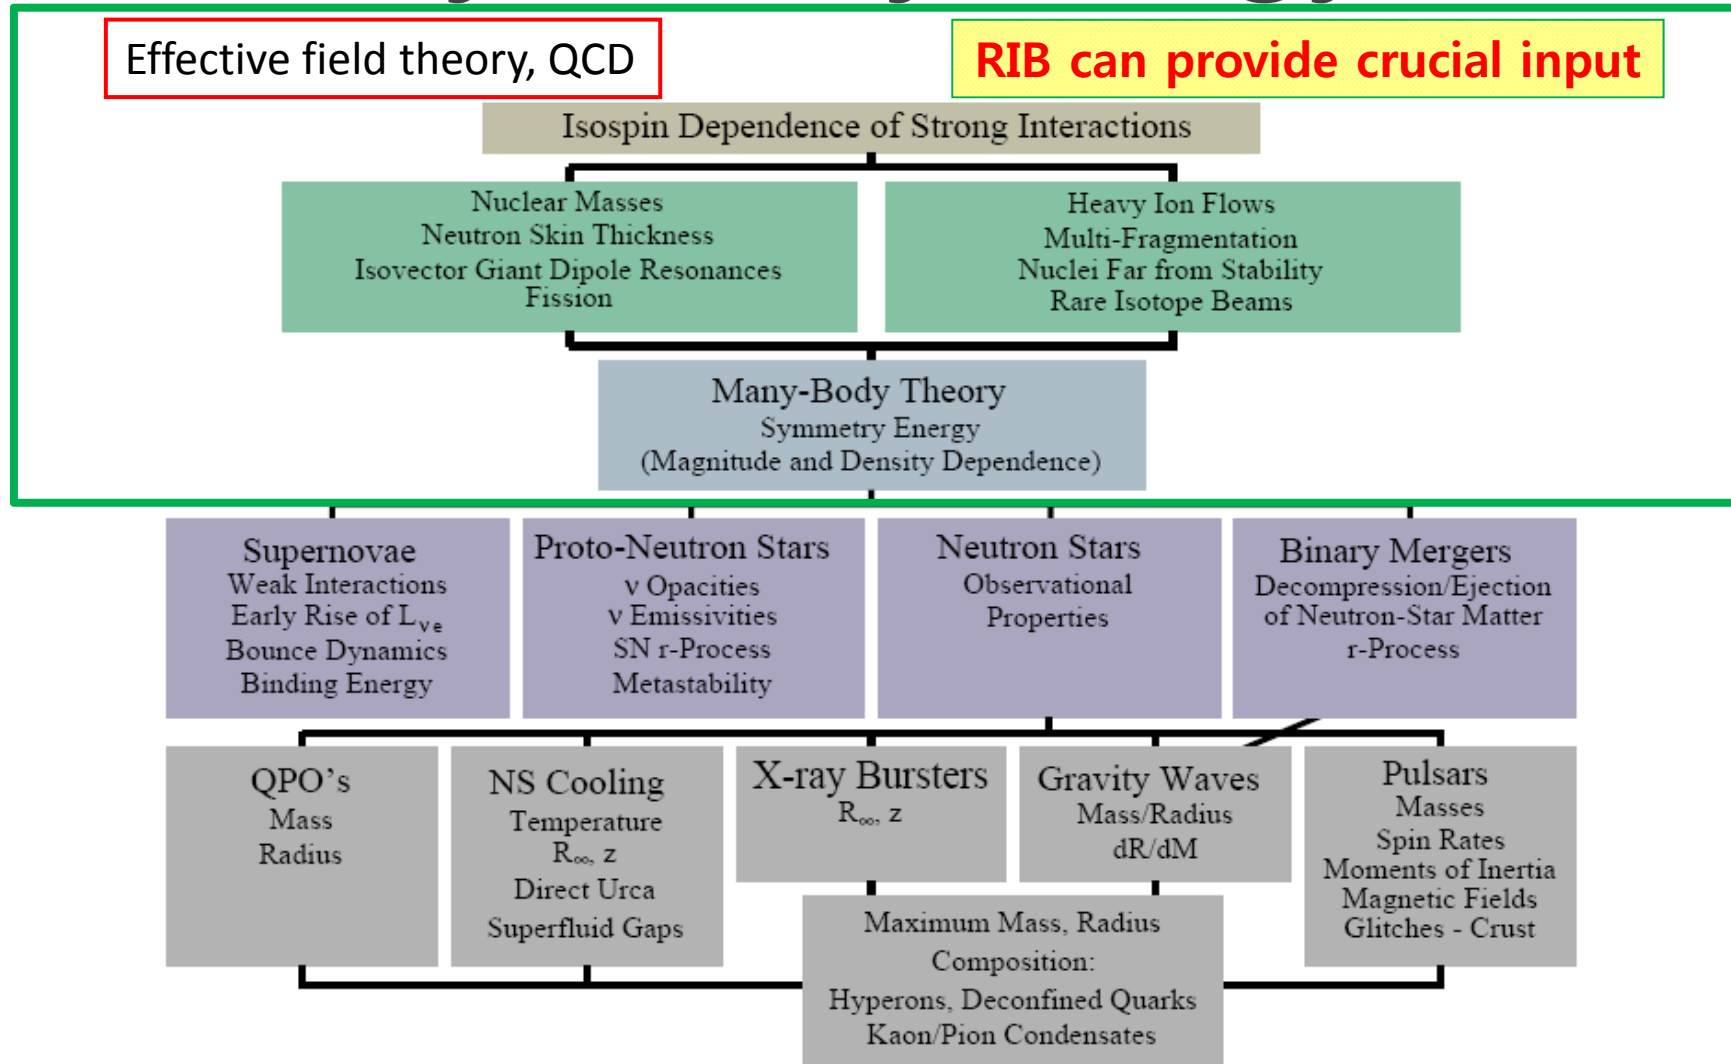 Effective field theory, QCD
RIB can provide crucial input
Isospin Dependence of Strong Interactions
Nuclear Masses
Neutron Skin Thickness
Isovector Giant Dipole Resonances
Fission
Heavy Ion Flows
Multi-Fragmentation
Nuclei Far from Stability
Rare Isotope Beams
Many-Body Theory
Symmetry Energy
(Magnitude and Density Dependence)
Supernovae
Weak Interactions
Early Rise of Lνe
Bounce Dynamics
Binding Energy
Proto-Neutron Stars
ν Opacities
ν Emissivities
SN r-Process
Metastability
Neutron Stars
Observational
Properties
Binary Mergers
Decompression/Ejection
of Neutron-Star Matter
r-Process
QPO’s
Mass
Radius
NS Cooling
Temperature
R∞, z
Direct Urca
Superfluid Gaps
X-ray Bursters
R∞, z
Gravity Waves
Mass/Radius
dR/dM
Pulsars
Masses
Spin Rates
Moments of Inertia
Magnetic Fields
Glitches - Crust
Maximum Mass, Radius
Composition:
Hyperons, Deconfined Quarks
Kaon/Pion Condensates